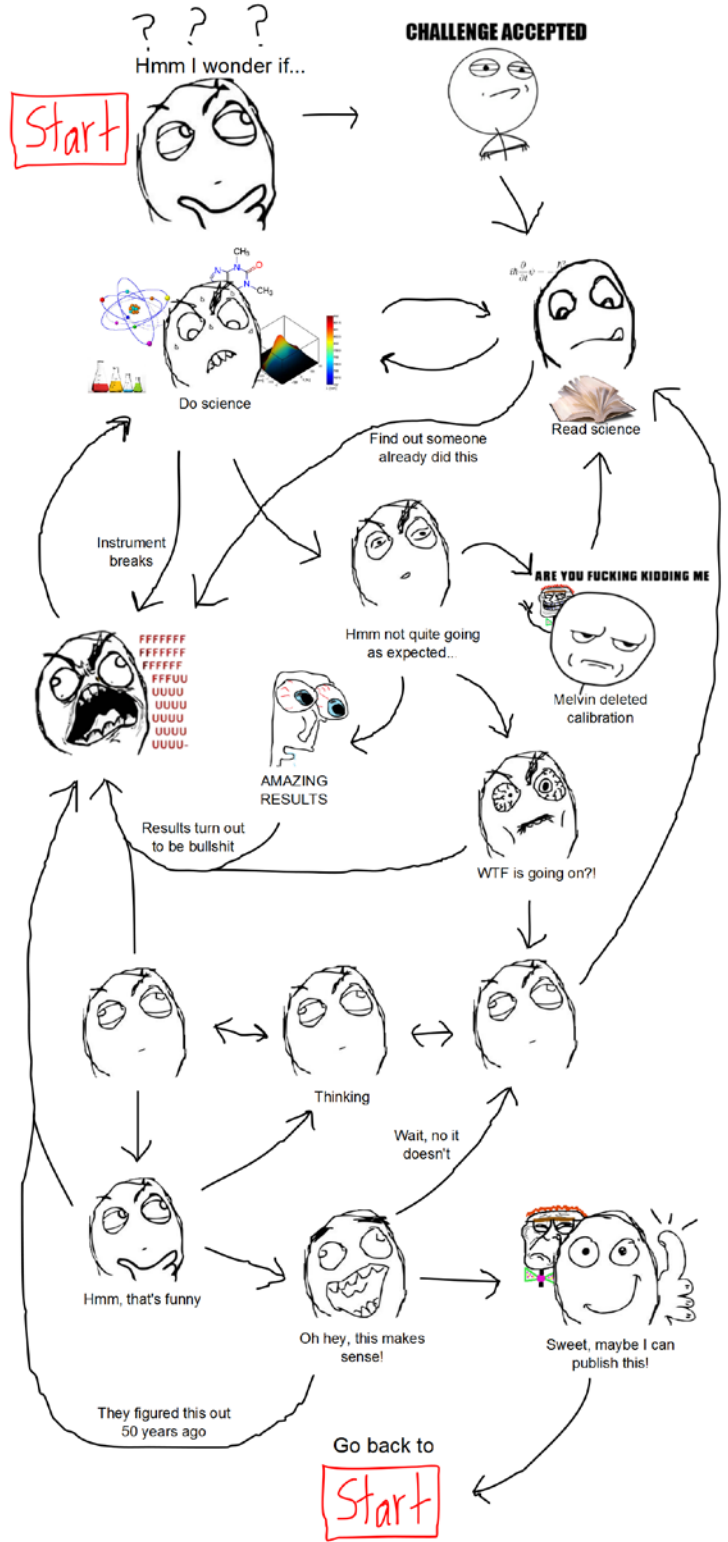 ? ? ?
Hmm I wonder if...
CHALLENGE ACCEPTED
Start
CH₃
N
N
O
N
CH₃
Do science
Read science
Find out someone
already did this
Instrument
breaks
ARE YOU FUCKING KIDDING ME
Hmm not quite going
as expected...
FFFFFFF
FFFFFFF
FFFFFF
FFFUU
UUUU
UUUU
UUUU
UUUU
UUUU-
Melvin deleted
calibration
AMAZING
RESULTS
Results turn out
to be bullshit
WTF is going on?!
Thinking
Wait, no it
doesn't
Hmm, that's funny
Oh hey, this makes
sense!
Sweet, maybe I can
publish this!
They figured this out
50 years ago
Go back to
Start